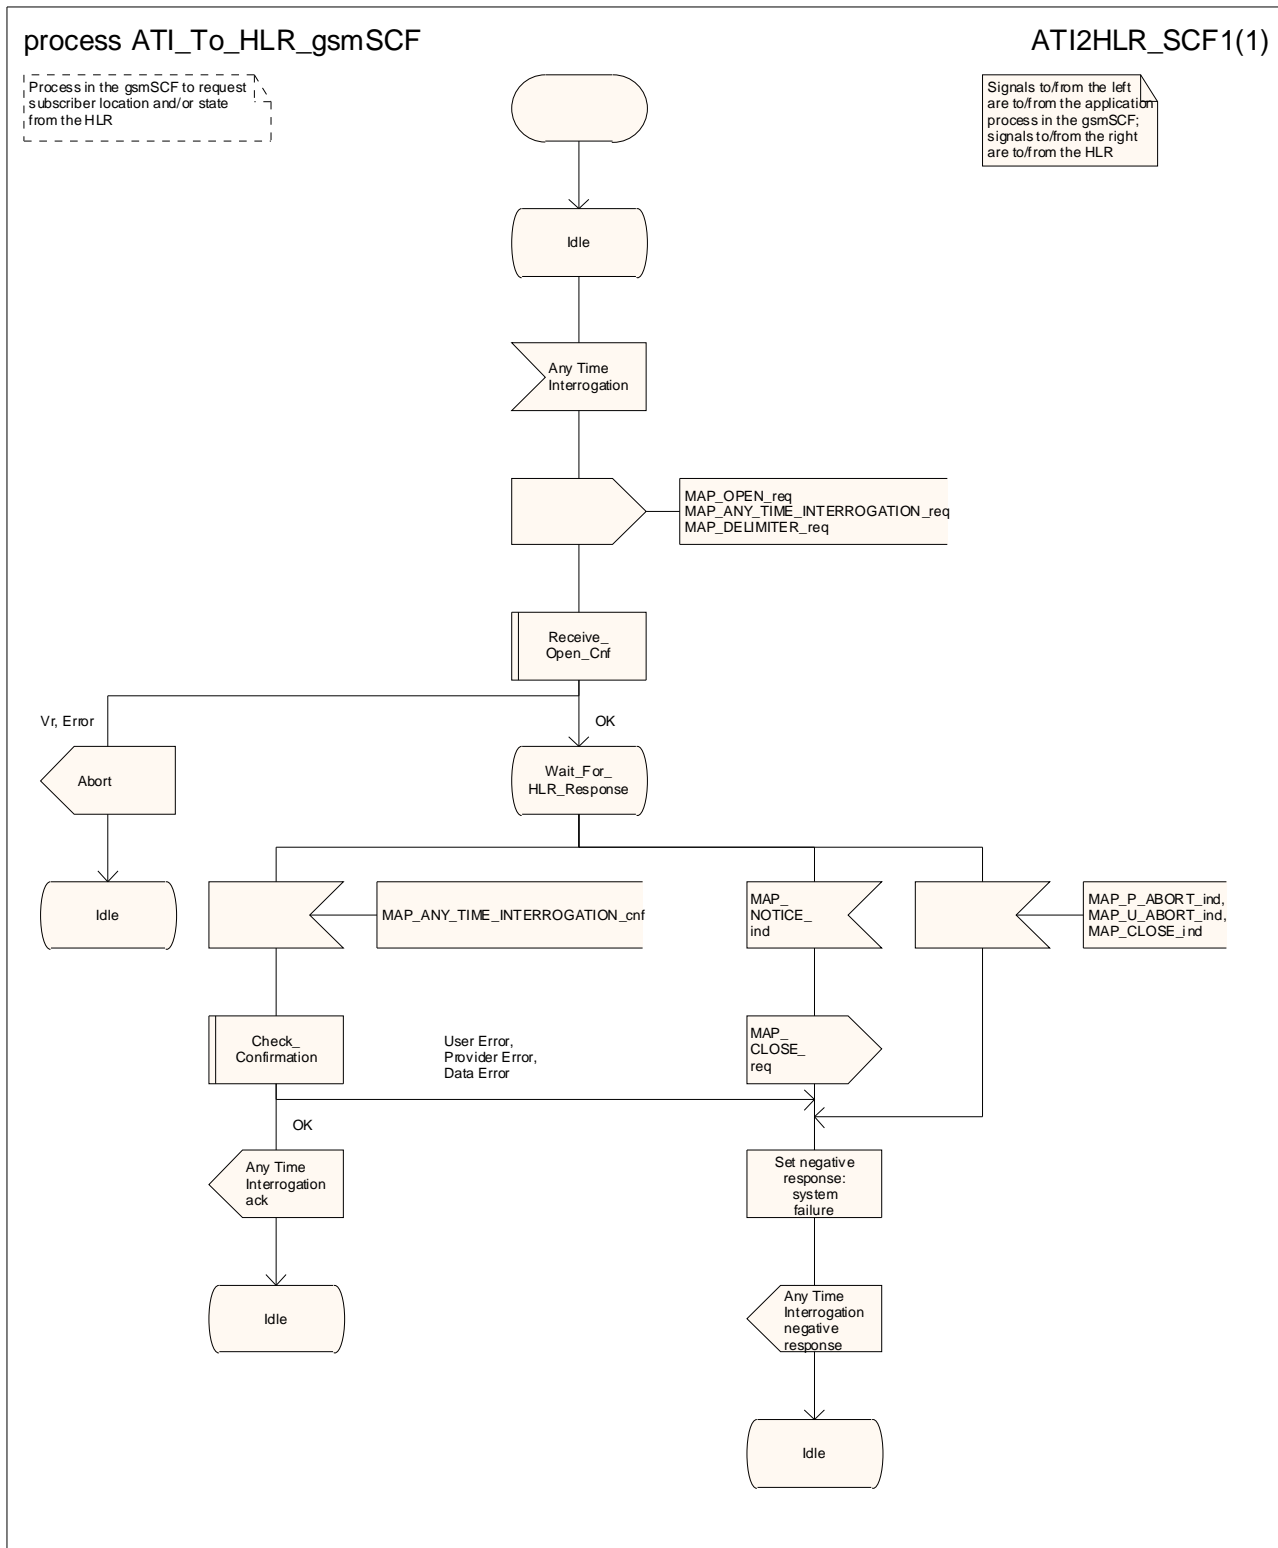 process ATI_To_HLR_gsmSCF
ATI2HLR_SCF1(1)
Process in the gsmSCF to request
subscriber location and/or state
from the HLR
Signals to/from the left
are to/from the application
process in the gsmSCF;
signals to/from the right
are to/from the HLR
Idle
Any Time
Interrogation
MAP_OPEN_req
MAP_ANY_TIME_INTERROGATION_req
MAP_DELIMITER_req
Receive_
Open_Cnf
Vr, Error
OK
Abort
Wait_For_
HLR_Response
Idle
MAP_ANY_TIME_INTERROGATION_cnf
MAP_
NOTICE_
ind
MAP_P_ABORT_ind,
MAP_U_ABORT_ind,
MAP_CLOSE_ind
Check_
Confirmation
User Error,
Provider Error,
Data Error
MAP_
CLOSE_
req
OK
Any Time
Interrogation
ack
Set negative
response:
system
failure
Idle
Any Time
Interrogation
negative
response
Idle